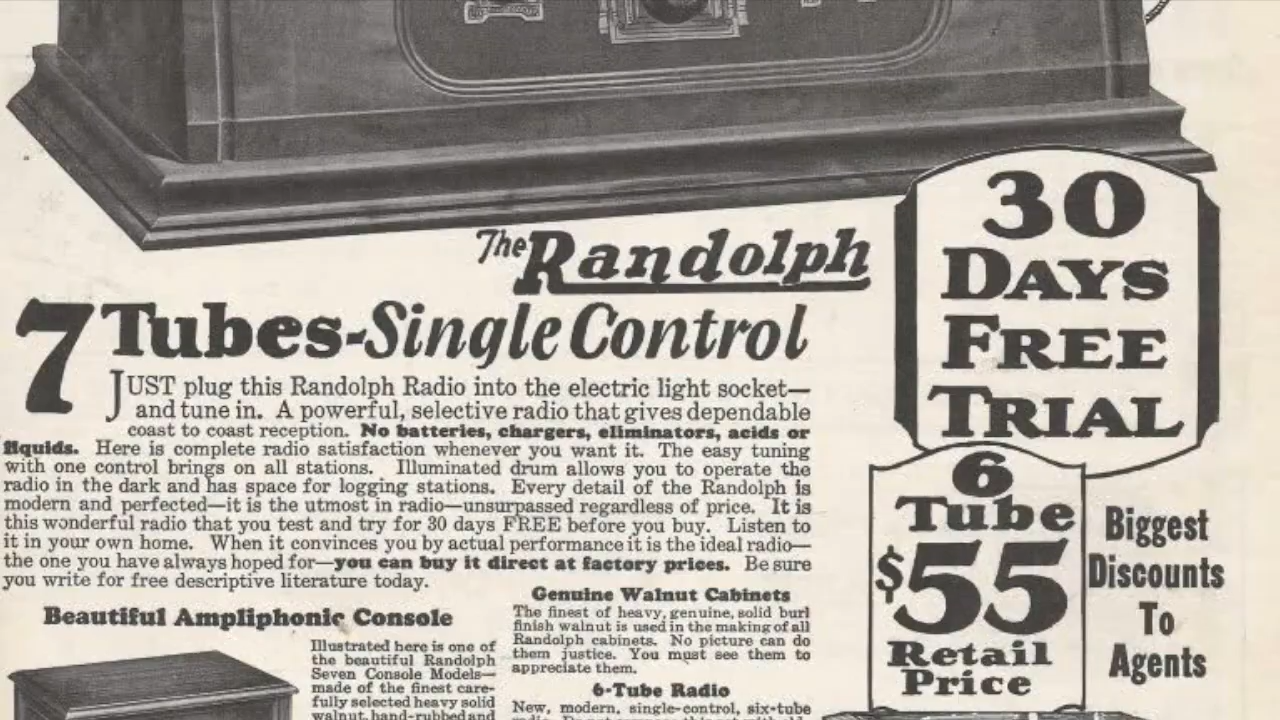 The Randolph
7 Tubes-Single Control
JUST plug this Randolph Radio into the electric light socket—
and tune in. A powerful, selective radio that gives dependable
coast to coast reception. No batteries, chargers, eliminators, acids or
liquids. Here is complete radio satisfaction whenever you want it. The easy tuning
with one control brings on all stations. Illuminated drum allows you to operate the
radio in the dark and has space for logging stations. Every detail of the Randolph is
modern and perfected—it is the utmost in radio—unsurpassed regardless of price. It is
this wonderful radio that you test and try for 30 days FREE before you buy. Listen to
it in your own home. When it convinces you by actual performance it is the ideal radio—
the one you have always hoped for—you can buy it direct at factory prices. Be sure
you write for free descriptive literature today.
Beautiful Ampliphonic Console
Illustrated here is one of
the beautiful Randolph
Seven Console Models—
made of the finest care-
fully selected heavy solid
walnut, hand-rubbed and
Genuine Walnut Cabinets
The finest of heavy, genuine, solid burl
finish walnut is used in the making of all
Randolph cabinets. No picture can do
them justice. You must see them to
appreciate them.
6-Tube Radio
New, modern, single-control, six-tube
30
DAYS
FREE
TRIAL
6
Tube
$55
Retail
Price
Biggest
Discounts
To
Agents